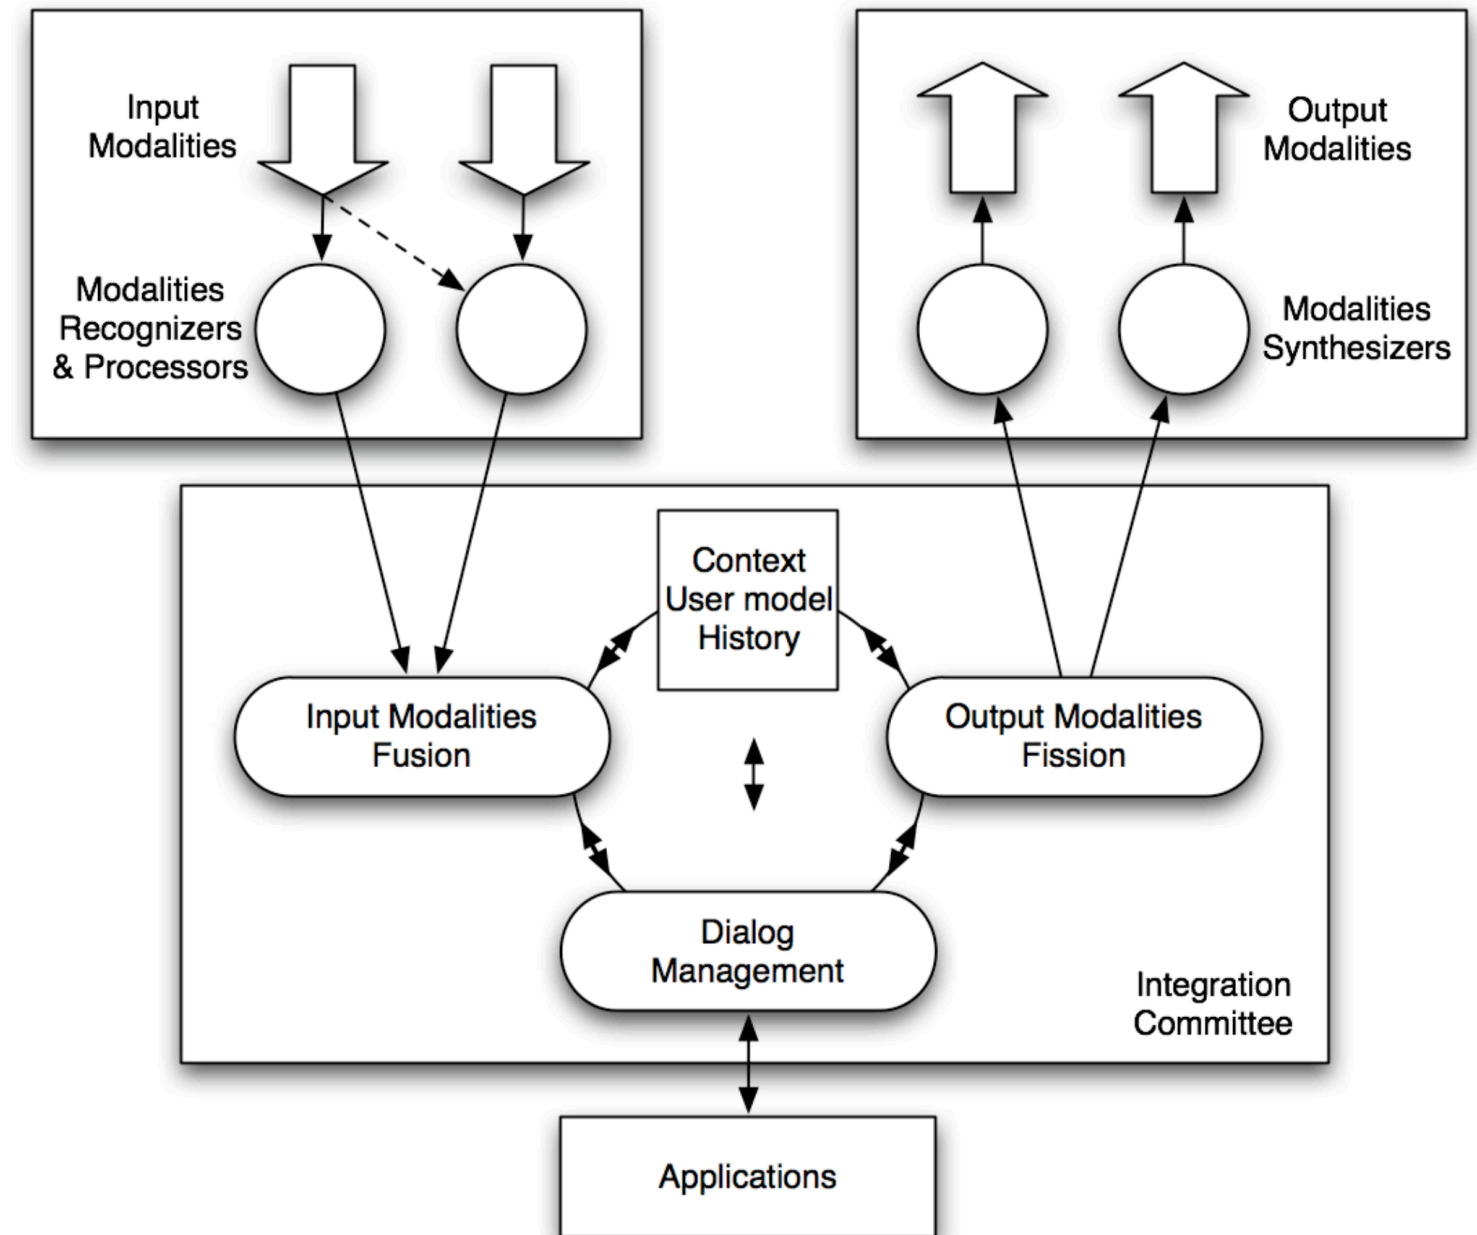 Input
Modalities
Modalities
Recognizers
& Processors
Output
Modalities
Modalities
Synthesizers
Context
User model
History
Input Modalities
Fusion
Output Modalities
Fission
Dialog
Management
Integration
Committee
Applications